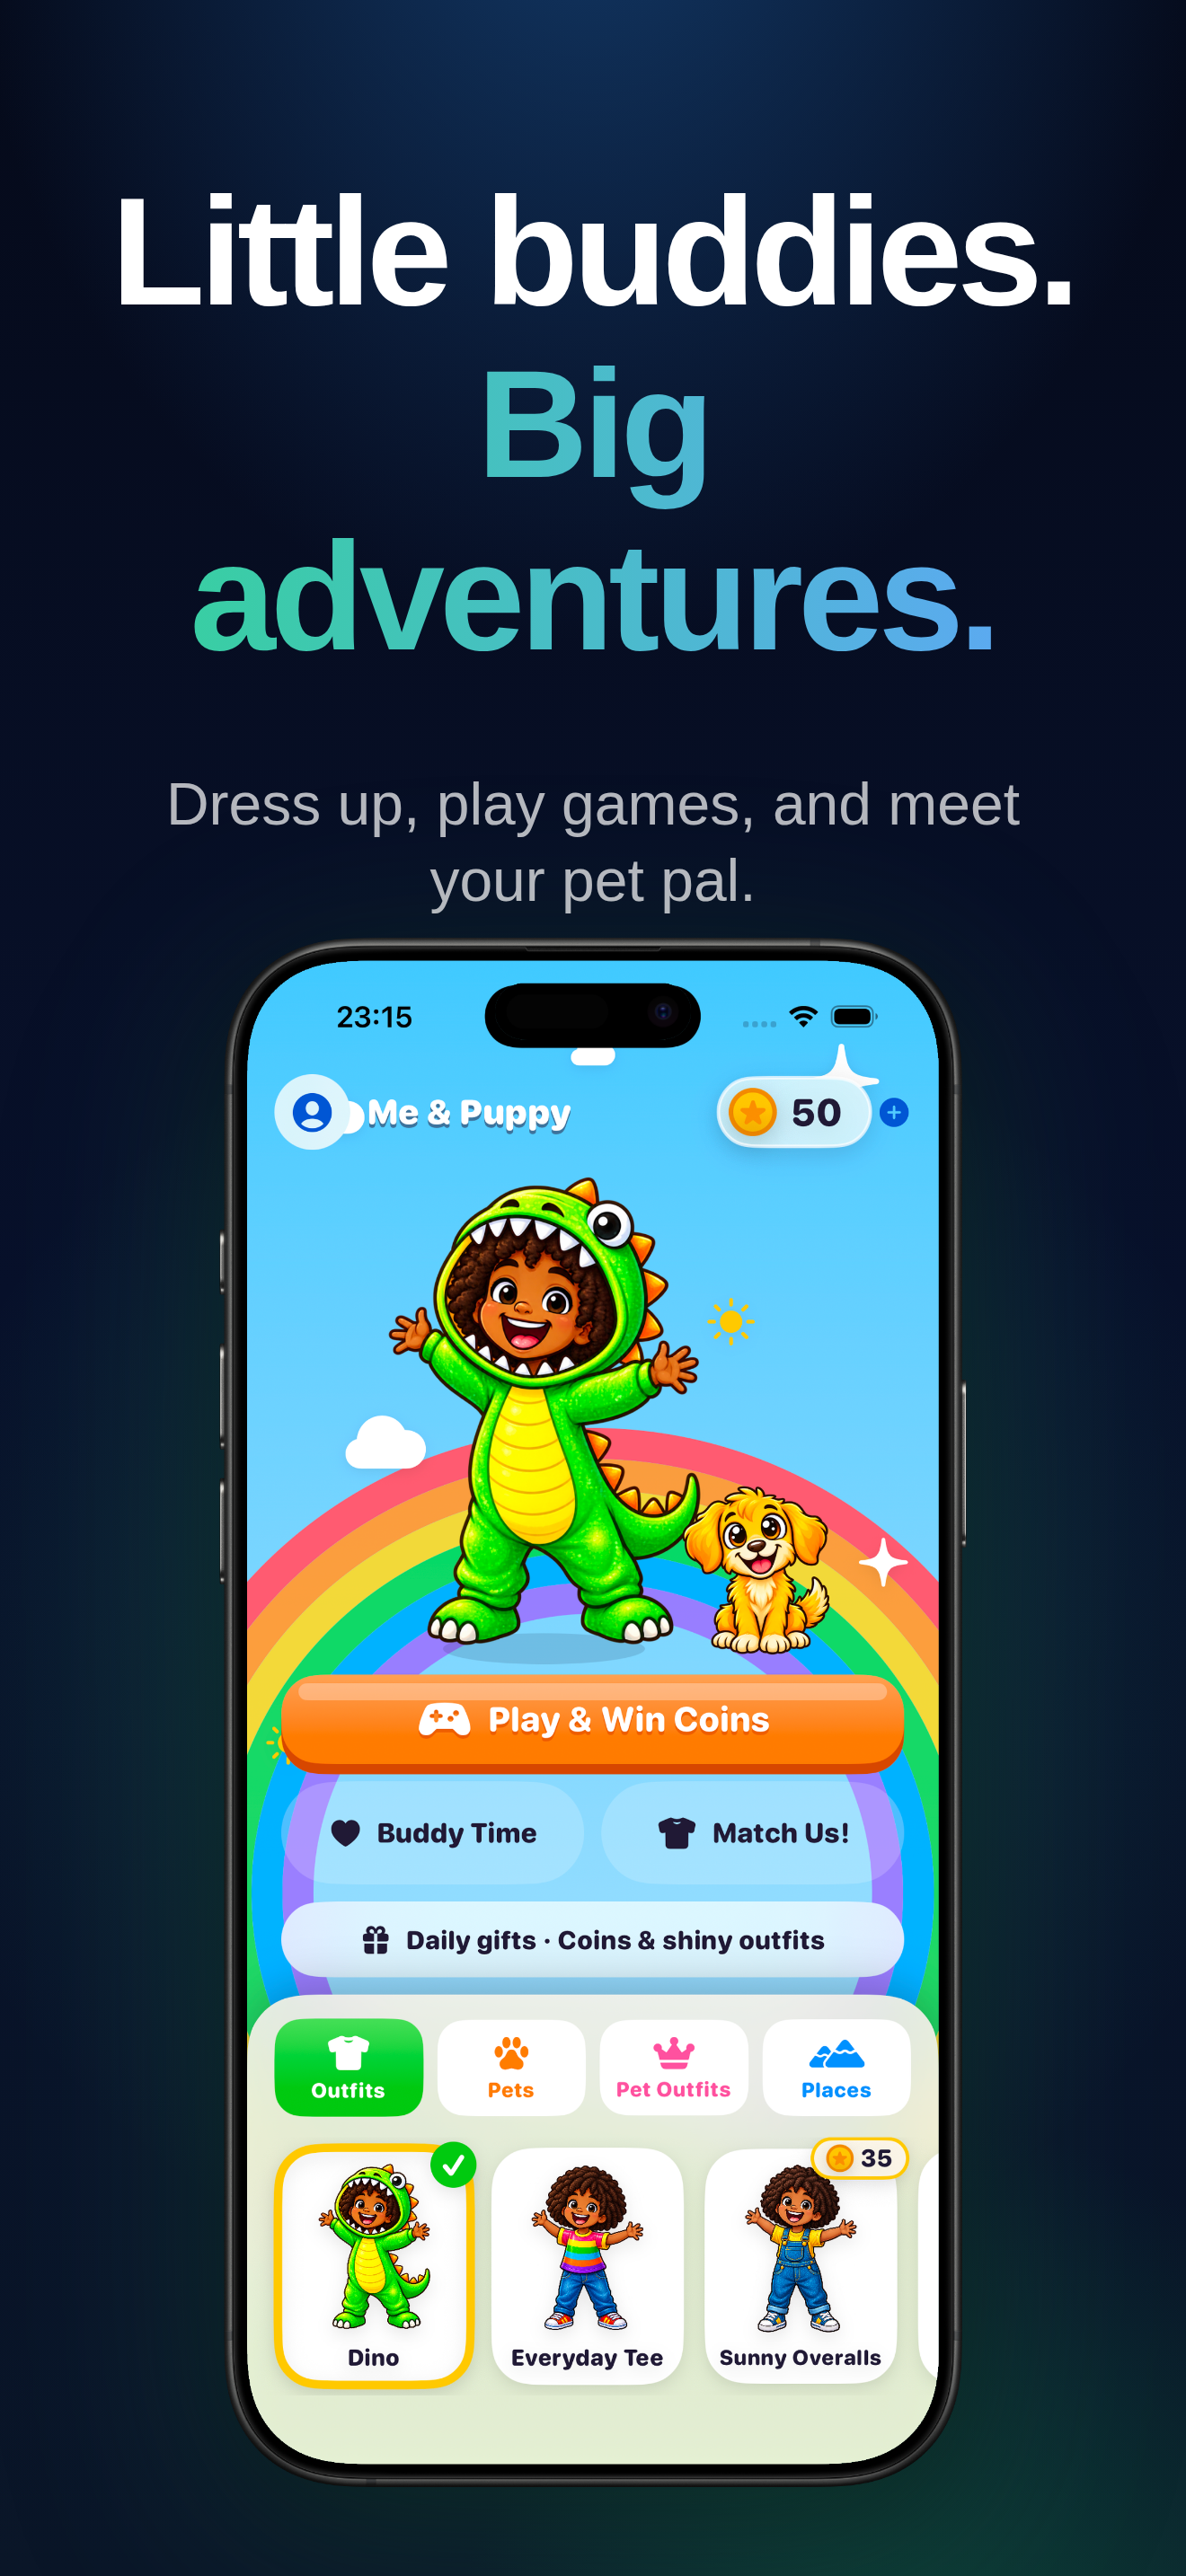 Little buddies.
Big
adventures.
Dress up, play games, and meet
your pet pal.
23:15
Me & Puppy
50
Play & Win Coins
Buddy Time
Match Us!
Daily gifts · Coins & shiny outfits
Outfits
Pets
Pet Outfits
Places
35
Dino
Everyday Tee
Sunny Overalls